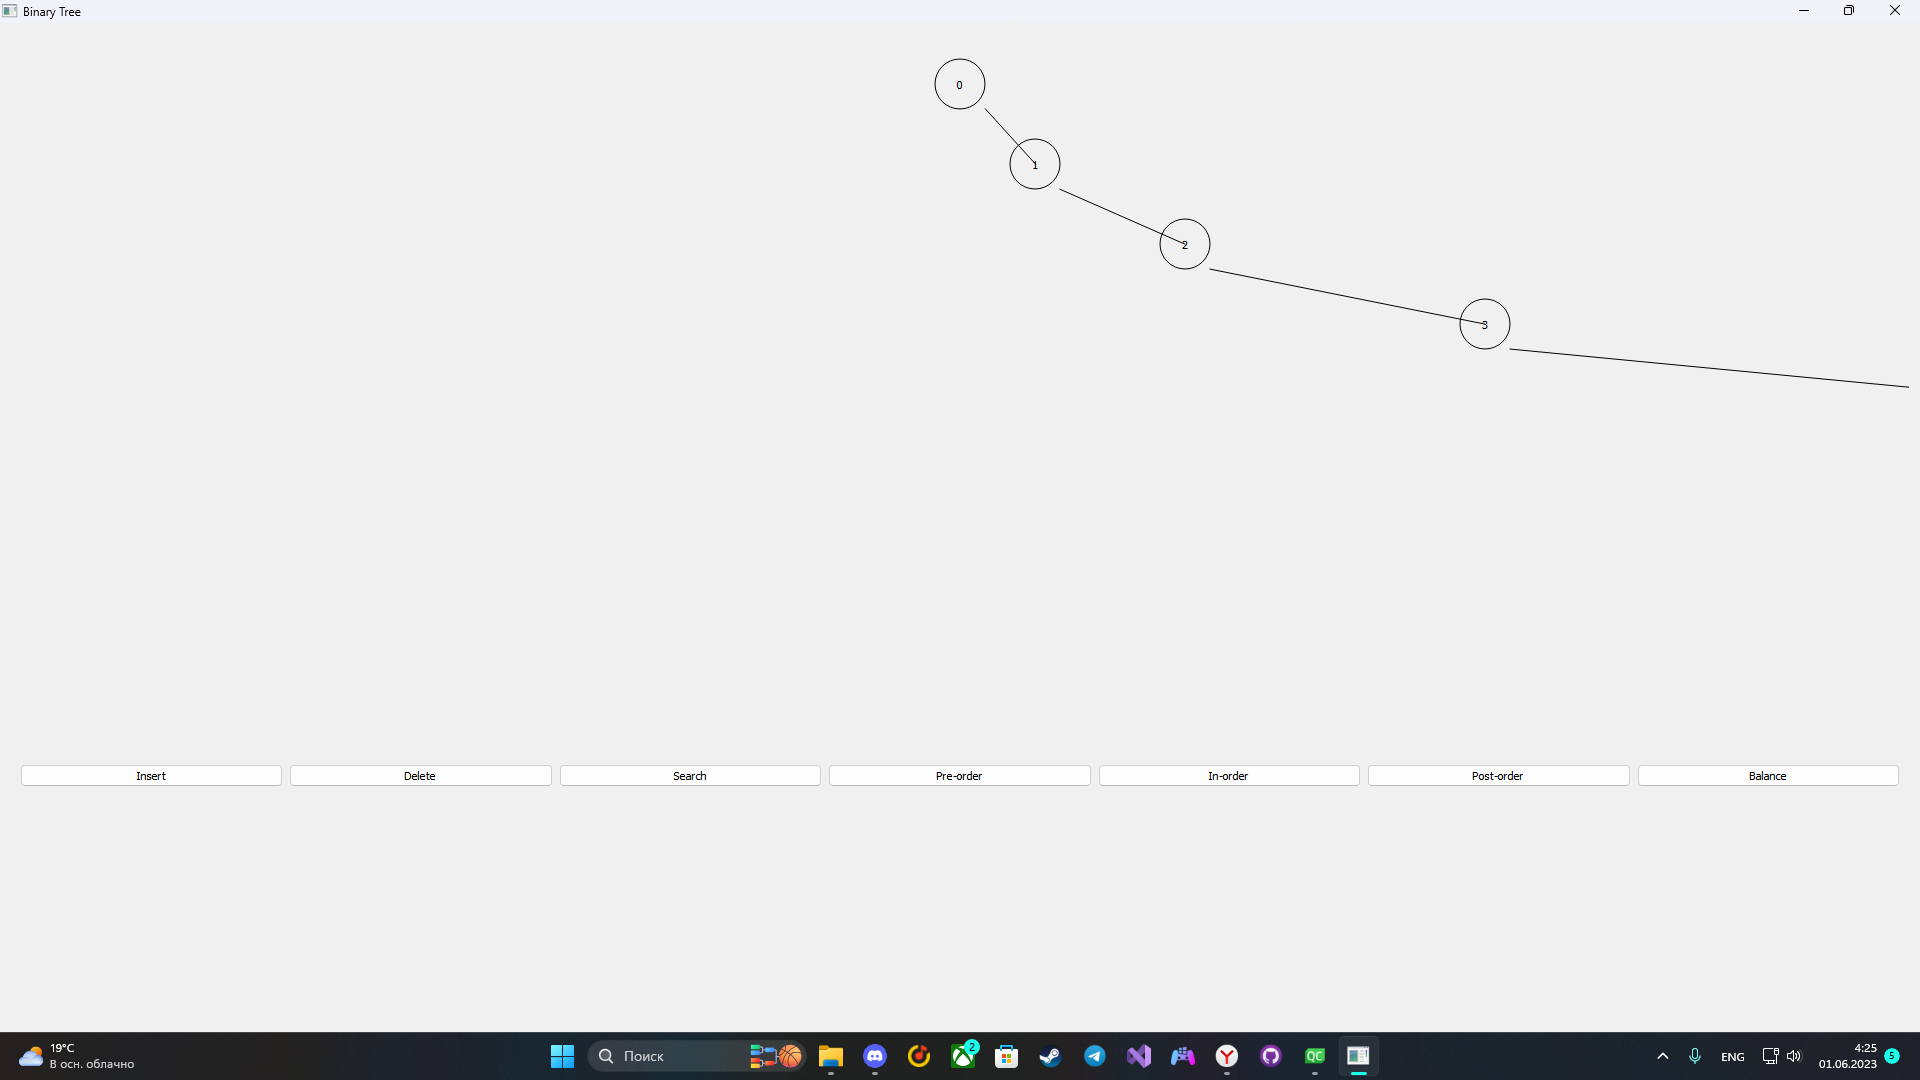 Binary Tree
0
1
2
3
Insert Delete Search Pre-order In-order Post-order Balance
19°C
В осн. облачно
Поиск
2
QC
ENG
4:25
01.06.2023
5